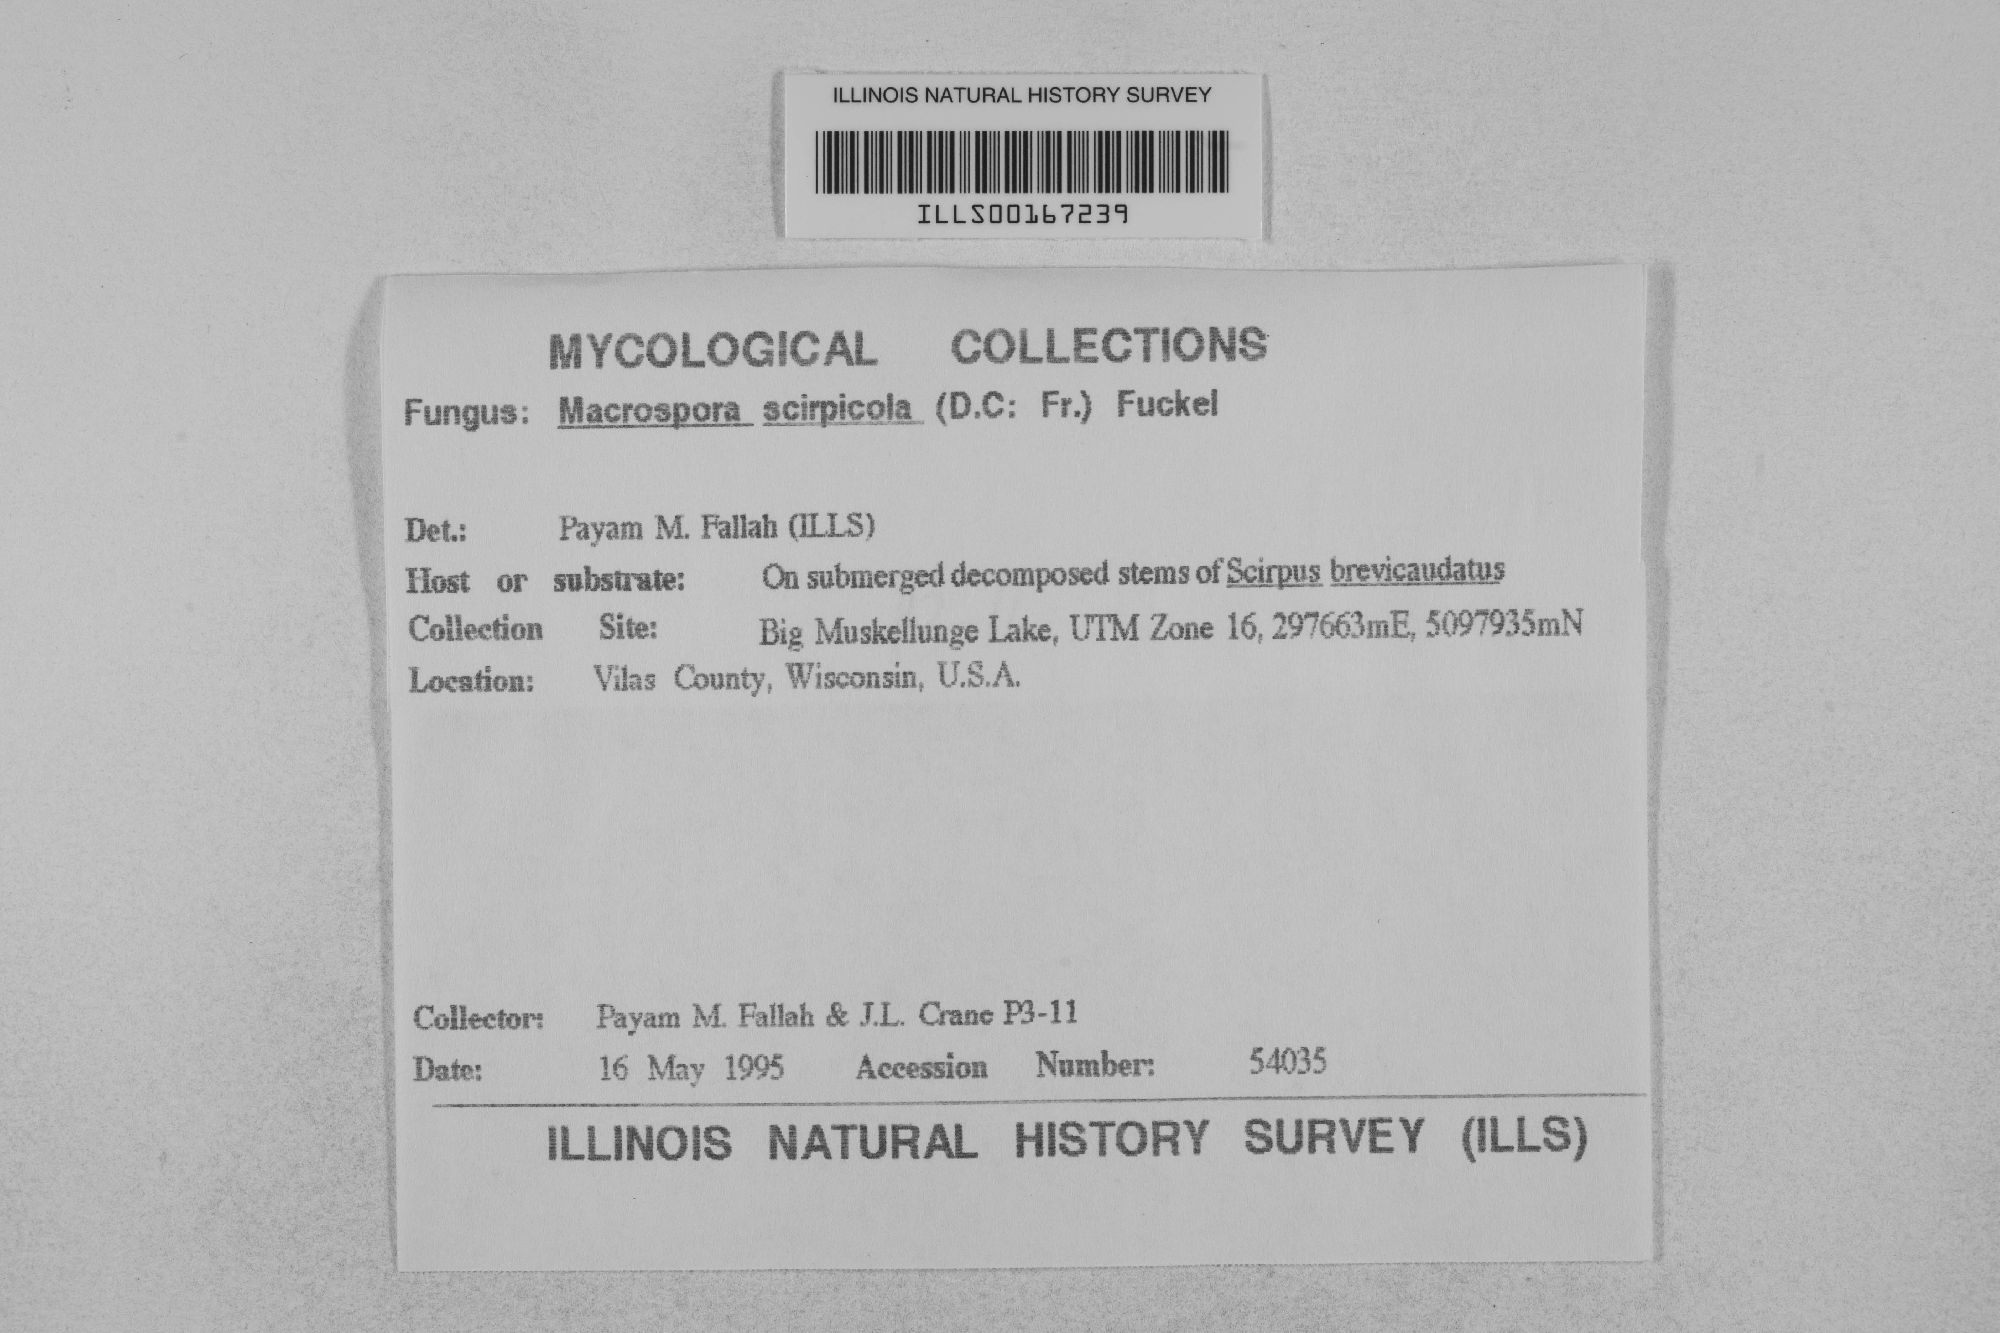 ILLINOIS NATURAL HISTORY SURVEY
ILLS00167239
MYCOLOGICAL COLLECTIONS
Fungus: Macrospora scirpicola (D.C: Fr.) Fuckel
Det.: Payam M. Fallah (ILLS)
Host or substrate: On submerged decomposed stems of Scirpus brevicaudatus
Collection Site: Big Muskellunge Lake, UTM Zone 16, 297663mE, 5097935mN
Location: Vilas County, Wisconsin, U.S.A.
Collector: Payam M. Fallah & J.L. Crane P3-11
Date: 16 May 1995 Accession Number: 54035
ILLINOIS NATURAL HISTORY SURVEY (ILLS)